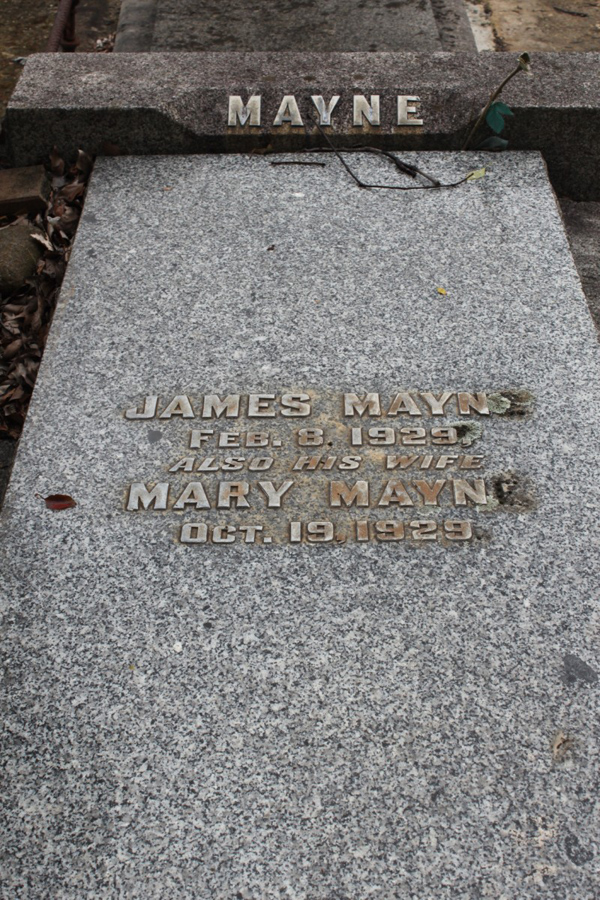 MAYNE
JAMES MAYN
FEB. 8. 1929.
ALSO HIS WIFE
MARY MAYN
OCT. 19. 1929.